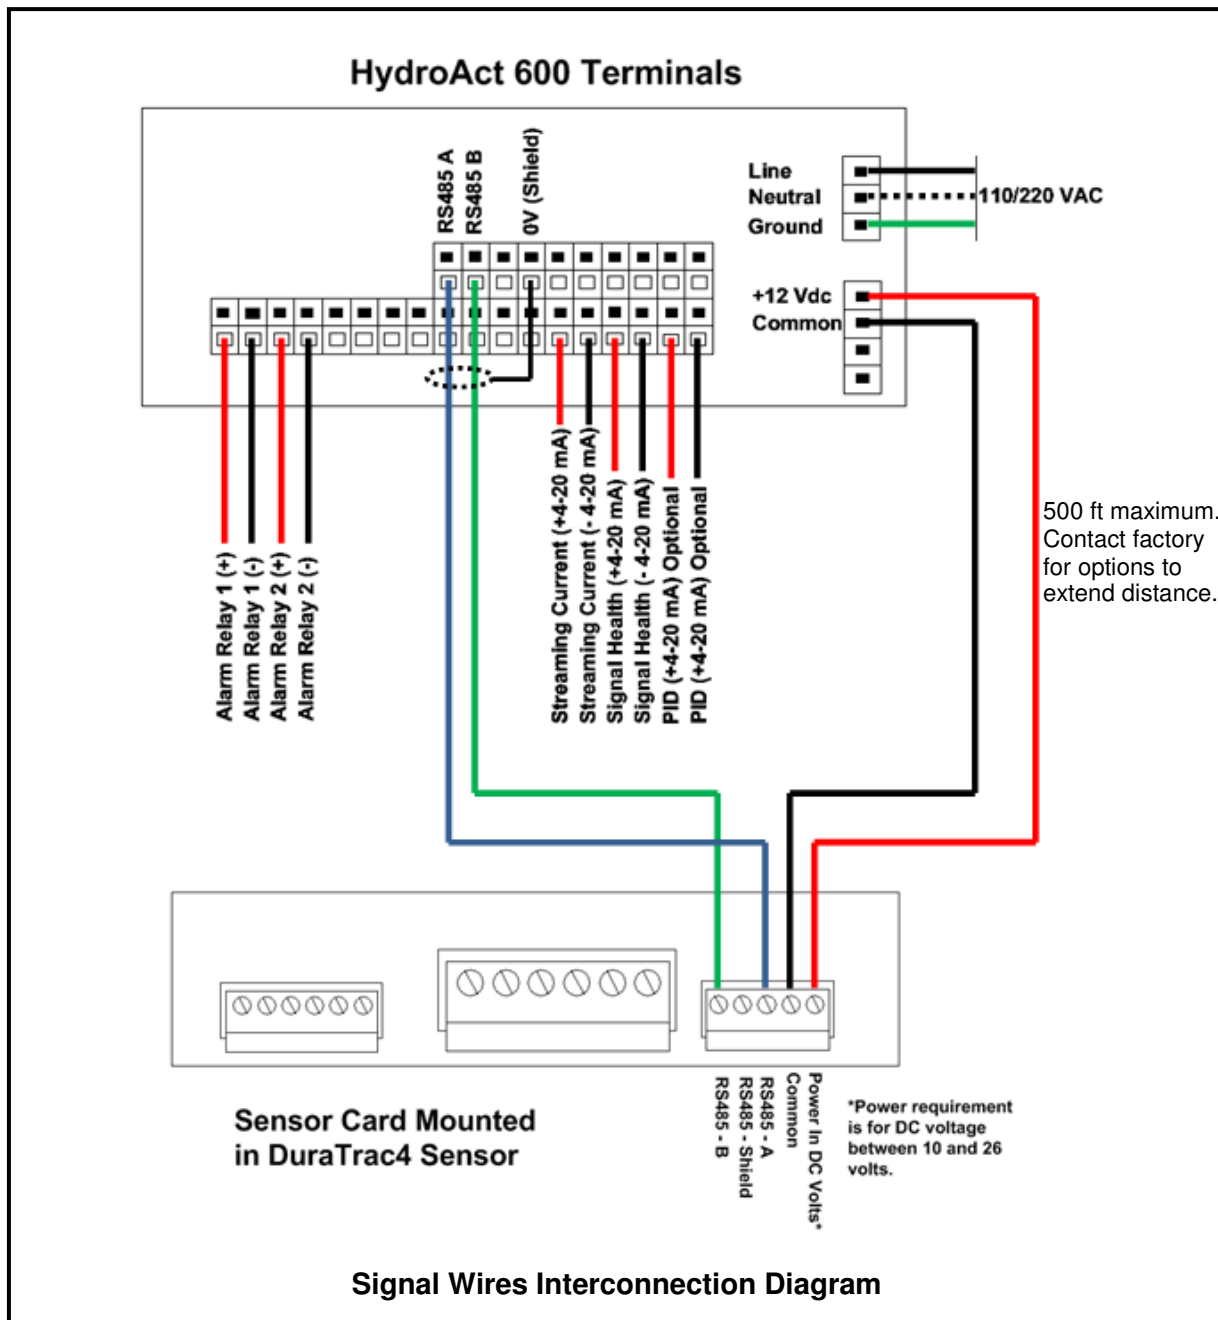 HydroAct 600 Terminals
RS485 A
RS485 B
0V (Shield)
Line
Neutral
Ground
110/220 VAC
+12 Vdc
Common
Alarm Relay 1 (+)
Alarm Relay 1 (-)
Alarm Relay 2 (+)
Alarm Relay 2 (-)
Streaming Current (+4-20 mA)
Streaming Current (- 4-20 mA)
Signal Health (+4-20 mA)
Signal Health (- 4-20 mA)
PID (+4-20 mA) Optional
PID (+4-20 mA) Optional
500 ft maximum.
Contact factory
for options to
extend distance.
RS485 - B
RS485 - Shield
RS485 - A
Common
Power In DC Volts*
*Power requirement
is for DC voltage
between 10 and 26
volts.
Sensor Card Mounted
in DuraTrac4 Sensor
Signal Wires Interconnection Diagram